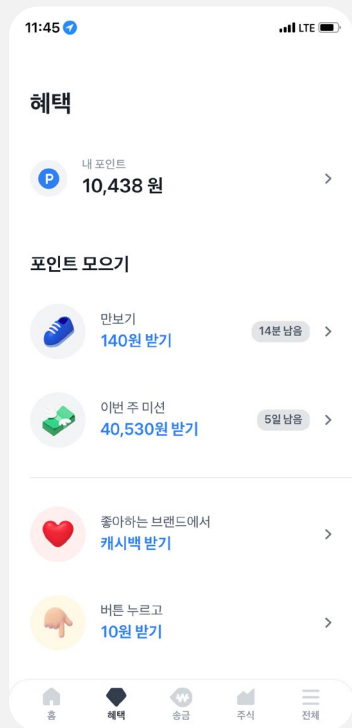 11:45
LTE
혜택
내 포인트
P
10,438 원
포인트 모으기
만보기
140원 받기
14분 남음
이번 주 미션
40,530원 받기
5일 남음
좋아하는 브랜드에서
캐시백 받기
버튼 누르고
10원 받기
홈
혜택
송금
주식
전체